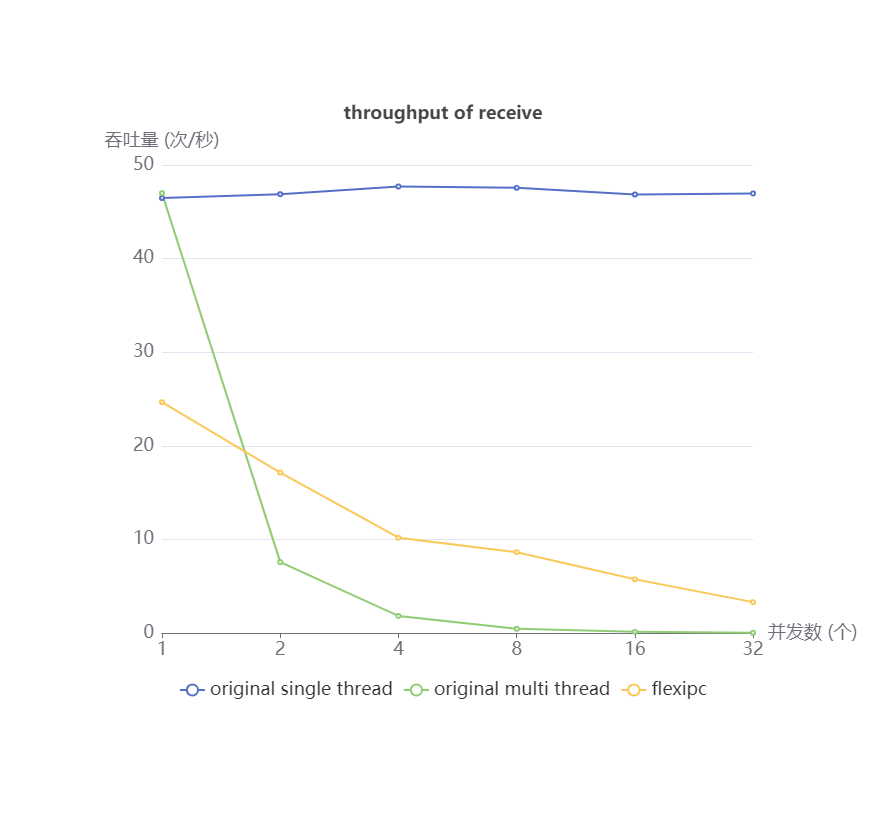 throughput of receive
吞吐量 (次/秒)
50
40
30
20
10
0
1 2 4 8 16 32
并发数 (个)
original single thread original multi thread flexipc